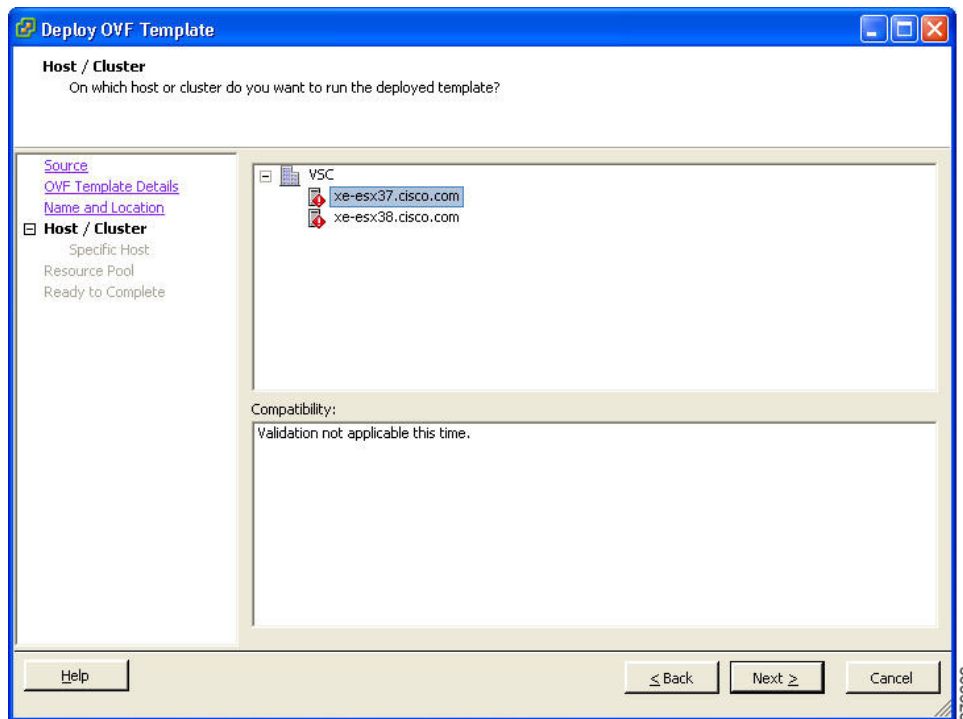 Deploy OVF Template
Host / Cluster
On which host or cluster do you want to run the deployed template?
Source
OVF Template Details
Name and Location
Host / Cluster
Specific Host
Resource Pool
Ready to Complete
VSC
xe-esx37.cisco.com
xe-esx38.cisco.com
Compatibility:
Validation not applicable this time.
Help
< Back
Next >
Cancel